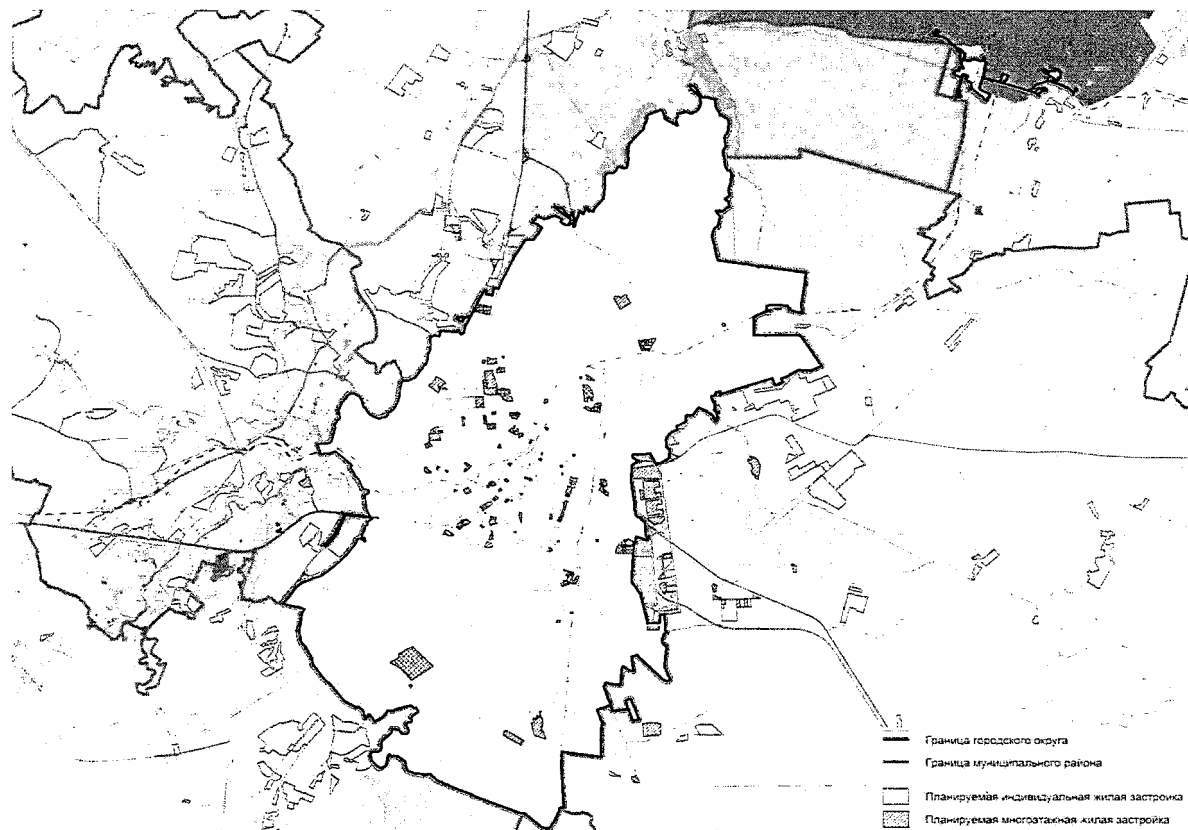 Граница городского округа
Граница муниципального района
Планируемая индивидуальная жилая застройка
Планируемая многоэтажная жилая застройка